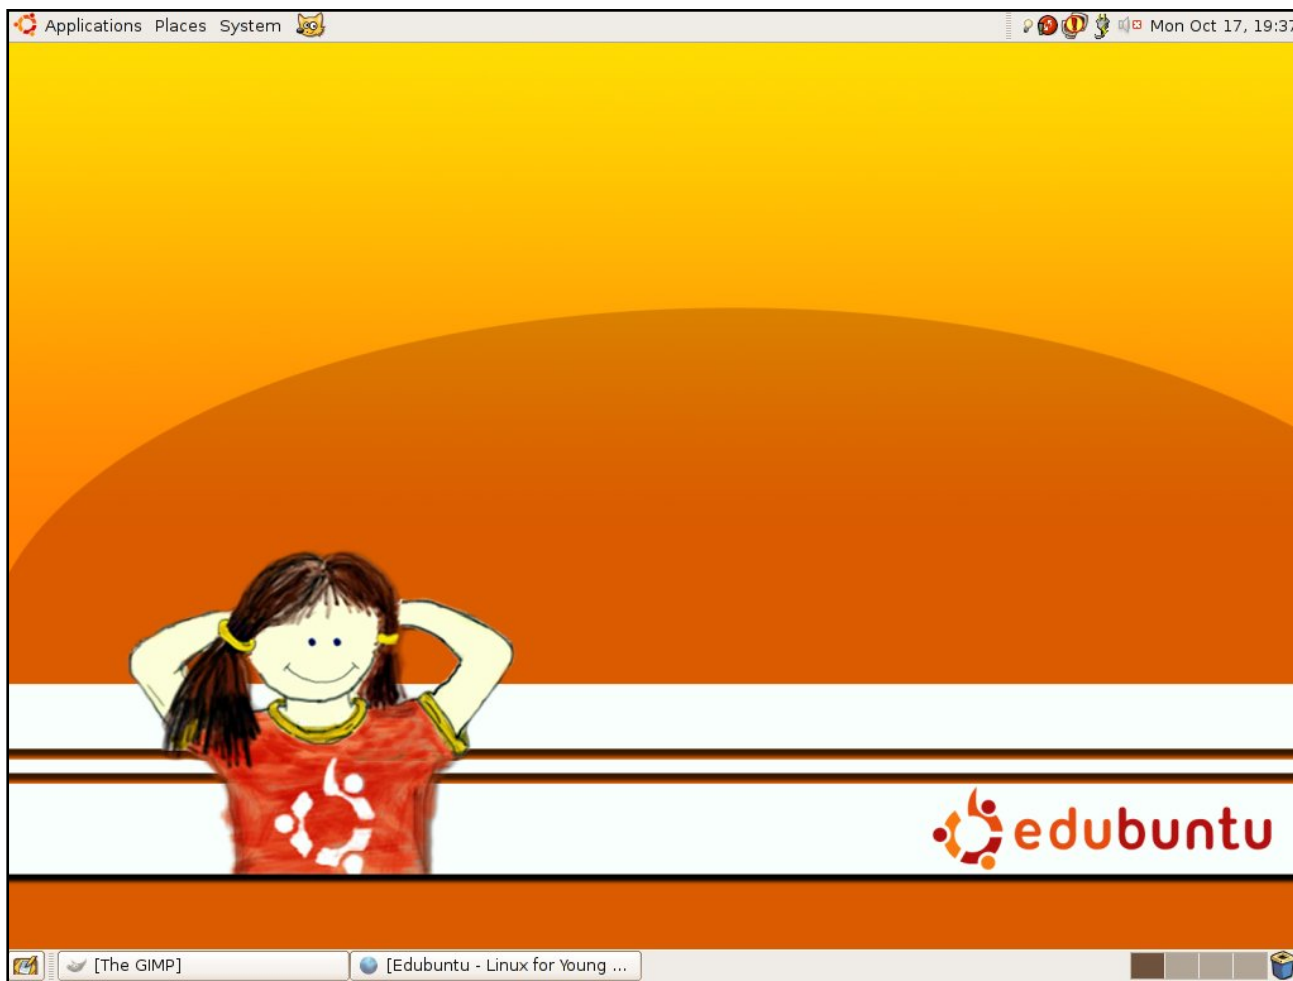 Applications Places System Mon Oct 17, 19:37
edubuntu
[The GIMP] [Edubuntu - Linux for Young ...